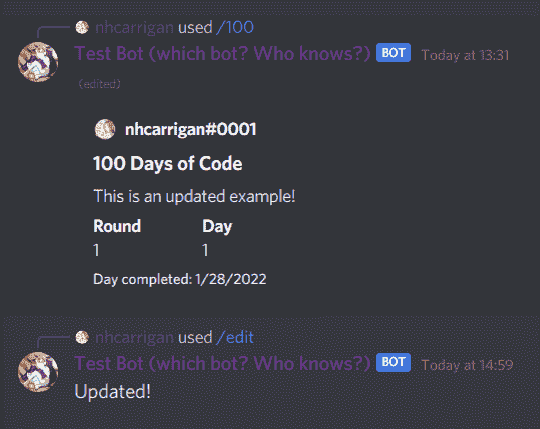 nhcarrigan used /100
Test Bot (which bot? Who knows?) BOT Today at 13:31
(edited)
nhcarrigan#0001
100 Days of Code
This is an updated example!
Round Day
1 1
Day completed: 1/28/2022
nhcarrigan used /edit
Test Bot (which bot? Who knows?) BOT Today at 14:59
Updated!